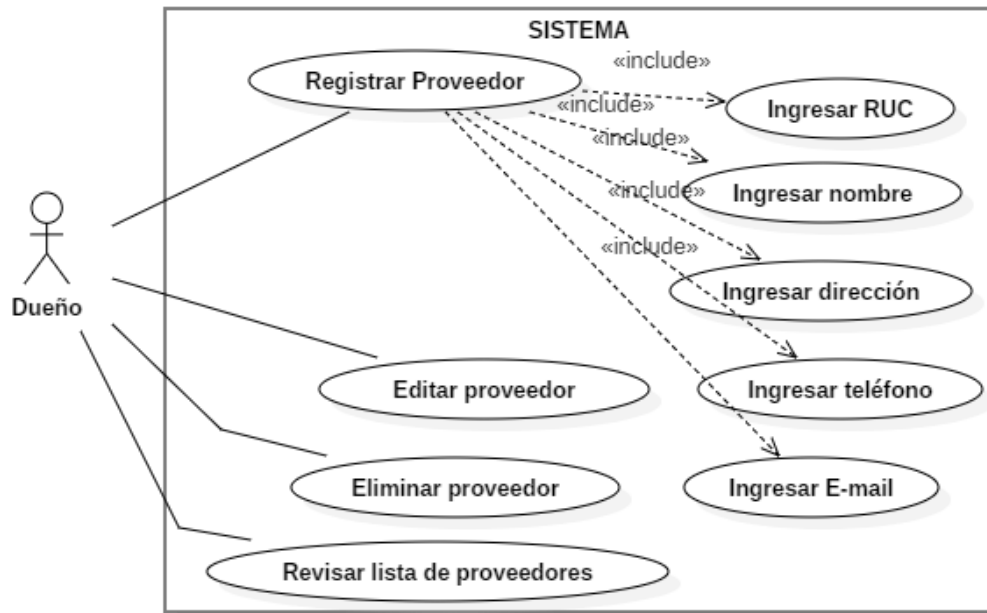 SISTEMA
«include»
Registrar Proveedor
«include»
Ingresar RUC
«include»
Ingresar nombre
«include»
«include»
Ingresar dirección
Dueño
Editar proveedor
Ingresar teléfono
Eliminar proveedor
Ingresar E-mail
Revisar lista de proveedores